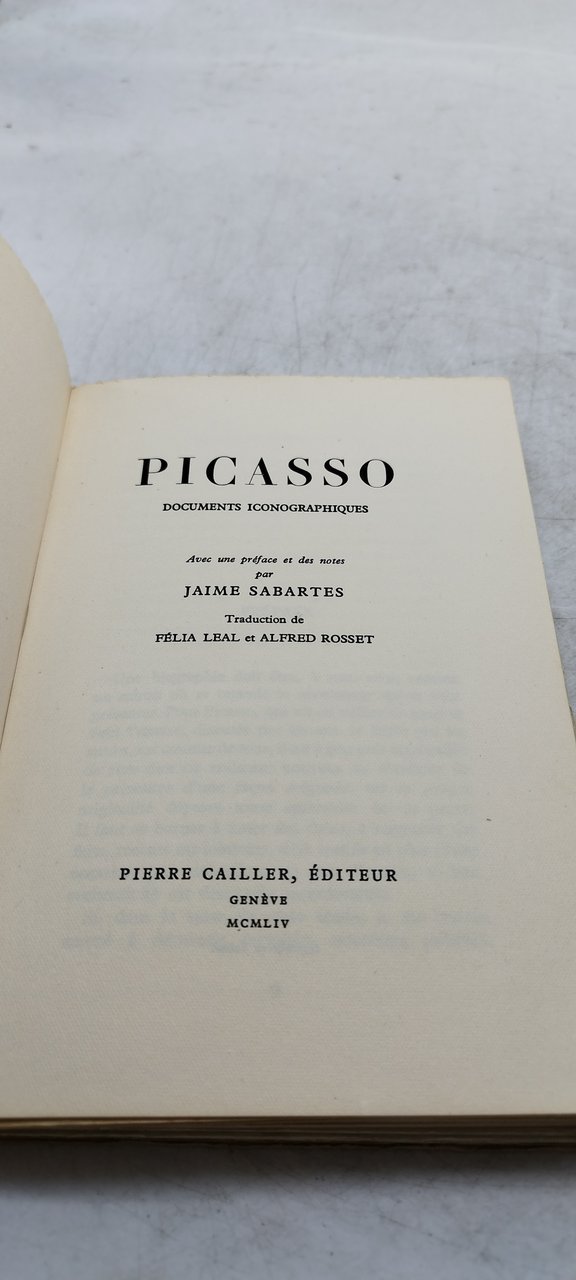 PICASSO
DOCUMENTS ICONOGRAPHIQUES
Avec une préface et des notes
par
JAIME SABARTES
Traduction de
FÉLIA LEAL et ALFRED ROSSET
PIERRE CAILLER, ÉDITEUR
GENÈVE
MCMLIV